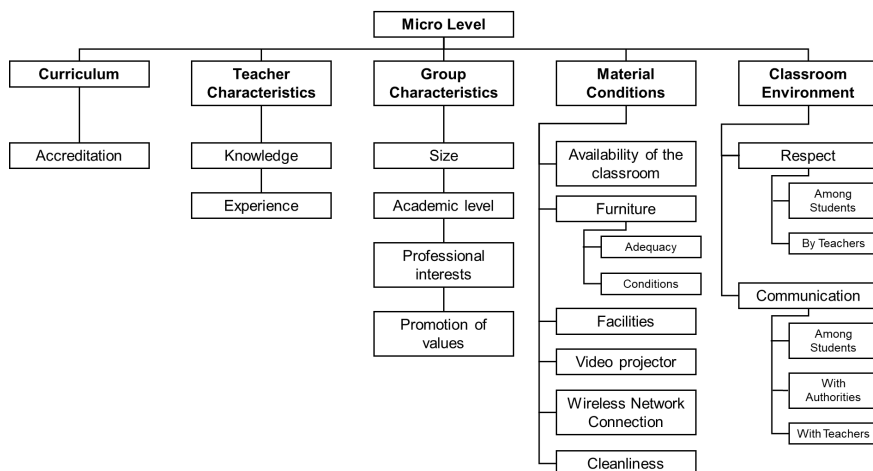 Micro Level
Curriculum
Teacher
Characteristics
Group
Characteristics
Material
Conditions
Classroom
Environment
Accreditation
Knowledge
Experience
Size
Academic level
Professional
interests
Promotion of
values
Availability of the
classroom
Furniture
Adequacy
Conditions
Facilities
Video projector
Wireless Network
Connection
Cleanliness
Respect
Among
Students
By Teachers
Communication
Among
Students
With
Authorities
With Teachers